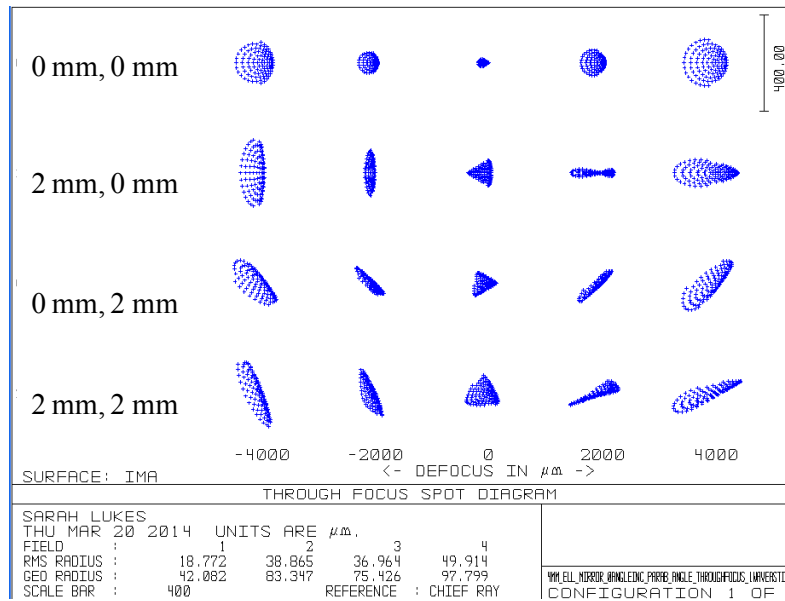 0 mm, 0 mm
400.00
2 mm, 0 mm
0 mm, 2 mm
2 mm, 2 mm
-4000 -2000 0 2000 4000
SURFACE: IMA
<- DEFOCUS IN µm ->
THROUGH FOCUS SPOT DIAGRAM
SARAH LUKES
THU MAR 20 2014 UNITS ARE µm.
FIELD : 1 2 3 4
RMS RADIUS : 18.772 38.865 36.964 49.914
GEO RADIUS : 42.082 83.347 75.426 97.799
SCALE BAR : 400 REFERENCE : CHIEF RAY
CONFIGURATION 1 OF